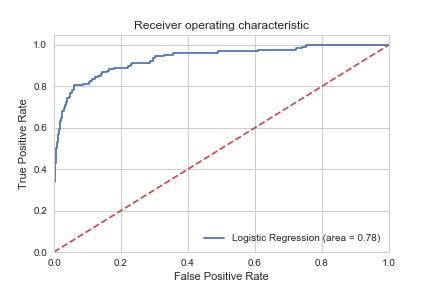 Receiver operating characteristic
1.0
0.8
0.6
0.4
0.2
0.0
True Positive Rate
Logistic Regression (area = 0.78)
0.0 0.2 0.4 0.6 0.8 1.0
False Positive Rate